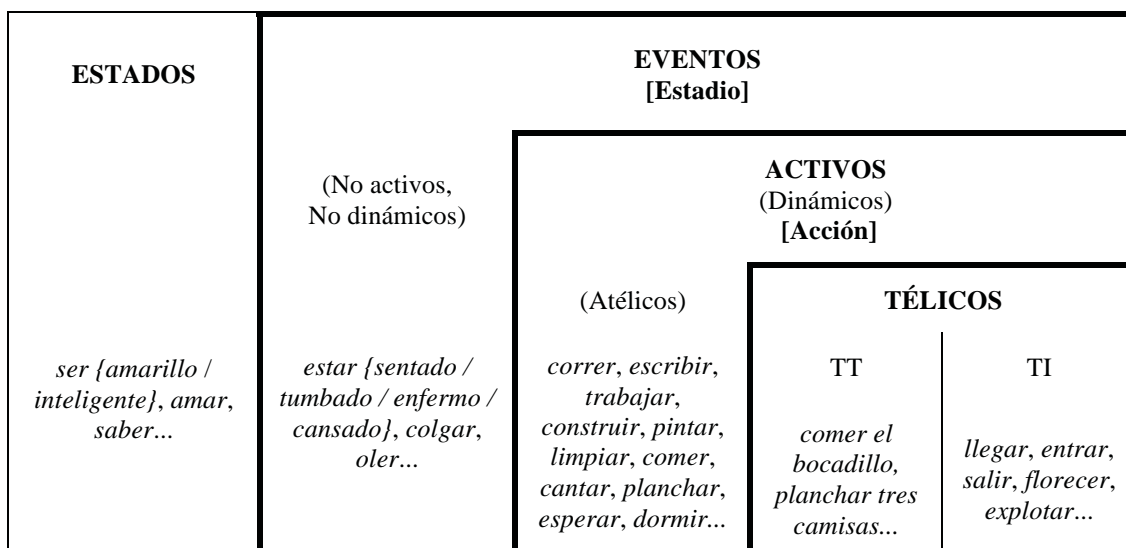 ESTADOS
EVENTOS
[Estadio]
(No activos,
No dinámicos)
ACTIVOS
(Dinámicos)
[Acción]
(Atélicos)
TÉLICOS
ser {amarillo /
inteligente}, amar,
saber...
estar {sentado /
tumbado / enfermo /
cansado}, colgar,
oler...
correr, escribir,
trabajar,
construir, pintar,
limpiar, comer,
cantar, planchar,
esperar, dormir...
TT
comer el
bocadillo,
planchar tres
camisas...
TI
llegar, entrar,
salir, florecer,
explotar...